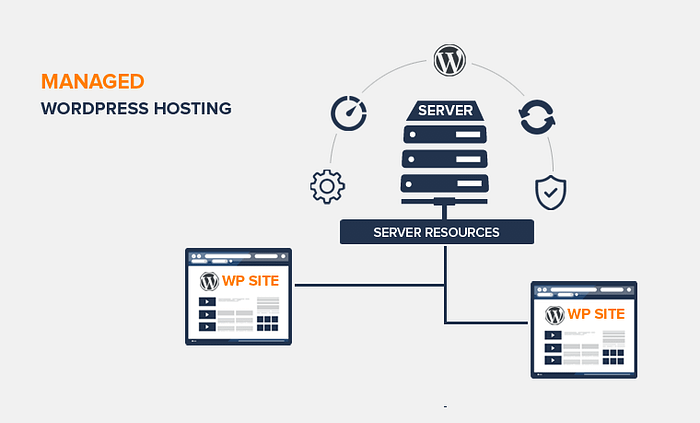 MANAGED
WORDPRESS HOSTING
SERVER
SERVER RESOURCES
WP SITE
WP SITE
-